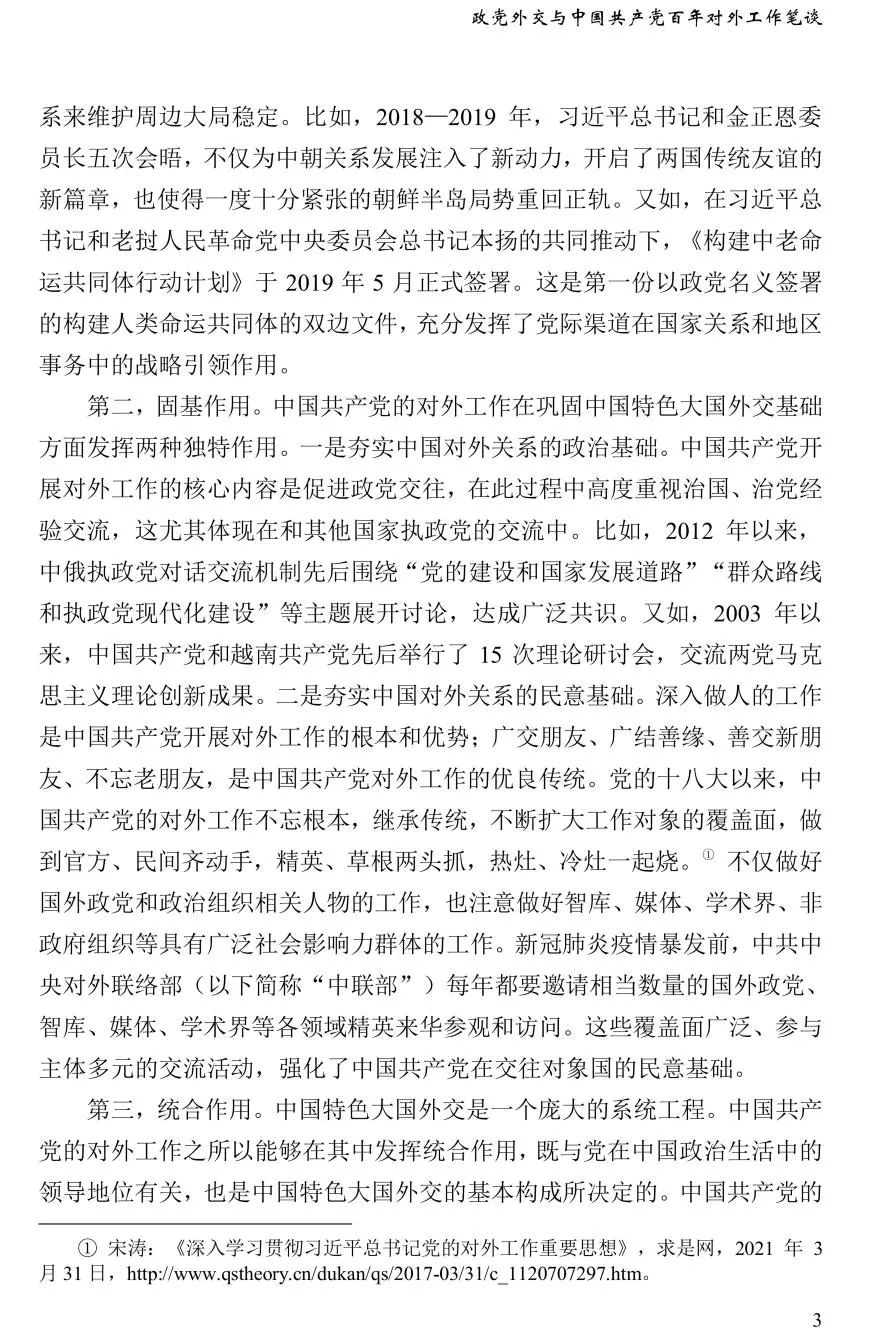 政党外交与中国共产党百年对外工作笔谈
系来维护周边大局稳定。比如，2018—2019 年，习近平总书记和金正恩委
员长五次会晤，不仅为中朝关系发展注入了新动力，开启了两国传统友谊的
新篇章，也使得一度十分紧张的朝鲜半岛局势重回正轨。又如，在习近平总
书记和老挝人民革命党中央委员会总书记本扬的共同推动下，《构建中老命
运共同体行动计划》于 2019 年 5 月正式签署。这是第一份以政党名义签署
的构建人类命运共同体的双边文件，充分发挥了党际渠道在国家关系和地区
事务中的战略引领作用。
第二，固基作用。中国共产党的对外工作在巩固中国特色大国外交基础
方面发挥两种独特作用。一是夯实中国对外关系的政治基础。中国共产党开
展对外工作的核心内容是促进政党交往，在此过程中高度重视治国、治党经
验交流，这尤其体现在和其他国家执政党的交流中。比如，2012 年以来，
中俄执政党对话交流机制先后围绕“党的建设和国家发展道路”“群众路线
和执政党现代化建设”等主题展开讨论，达成广泛共识。又如，2003 年以
来，中国共产党和越南共产党先后举行了 15 次理论研讨会，交流两党马克
思主义理论创新成果。二是夯实中国对外关系的民意基础。深入做人的工作
是中国共产党开展对外工作的根本和优势；广交朋友、广结善缘、善交新朋
友、不忘老朋友，是中国共产党对外工作的优良传统。党的十八大以来，中
国共产党的对外工作不忘根本，继承传统，不断扩大工作对象的覆盖面，做
到官方、民间齐动手，精英、草根两头抓，热灶、冷灶一起烧。① 不仅做好
国外政党和政治组织相关人物的工作，也注意做好智库、媒体、学术界、非
政府组织等具有广泛社会影响力群体的工作。新冠肺炎疫情暴发前，中共中
央对外联络部（以下简称“中联部”）每年都要邀请相当数量的国外政党、
智库、媒体、学术界等各领域精英来华参观和访问。这些覆盖面广泛、参与
主体多元的交流活动，强化了中国共产党在交往对象国的民意基础。
第三，统合作用。中国特色大国外交是一个庞大的系统工程。中国共产
党的对外工作之所以能够在其中发挥统合作用，既与党在中国政治生活中的
领导地位有关，也是中国特色大国外交的基本构成所决定的。中国共产党的
① 宋涛：《深入学习贯彻习近平总书记党的对外工作重要思想》，求是网，2021 年 3
月 31 日，http://www.qstheory.cn/dukan/qs/2017-03/31/c_1120707297.htm。
3